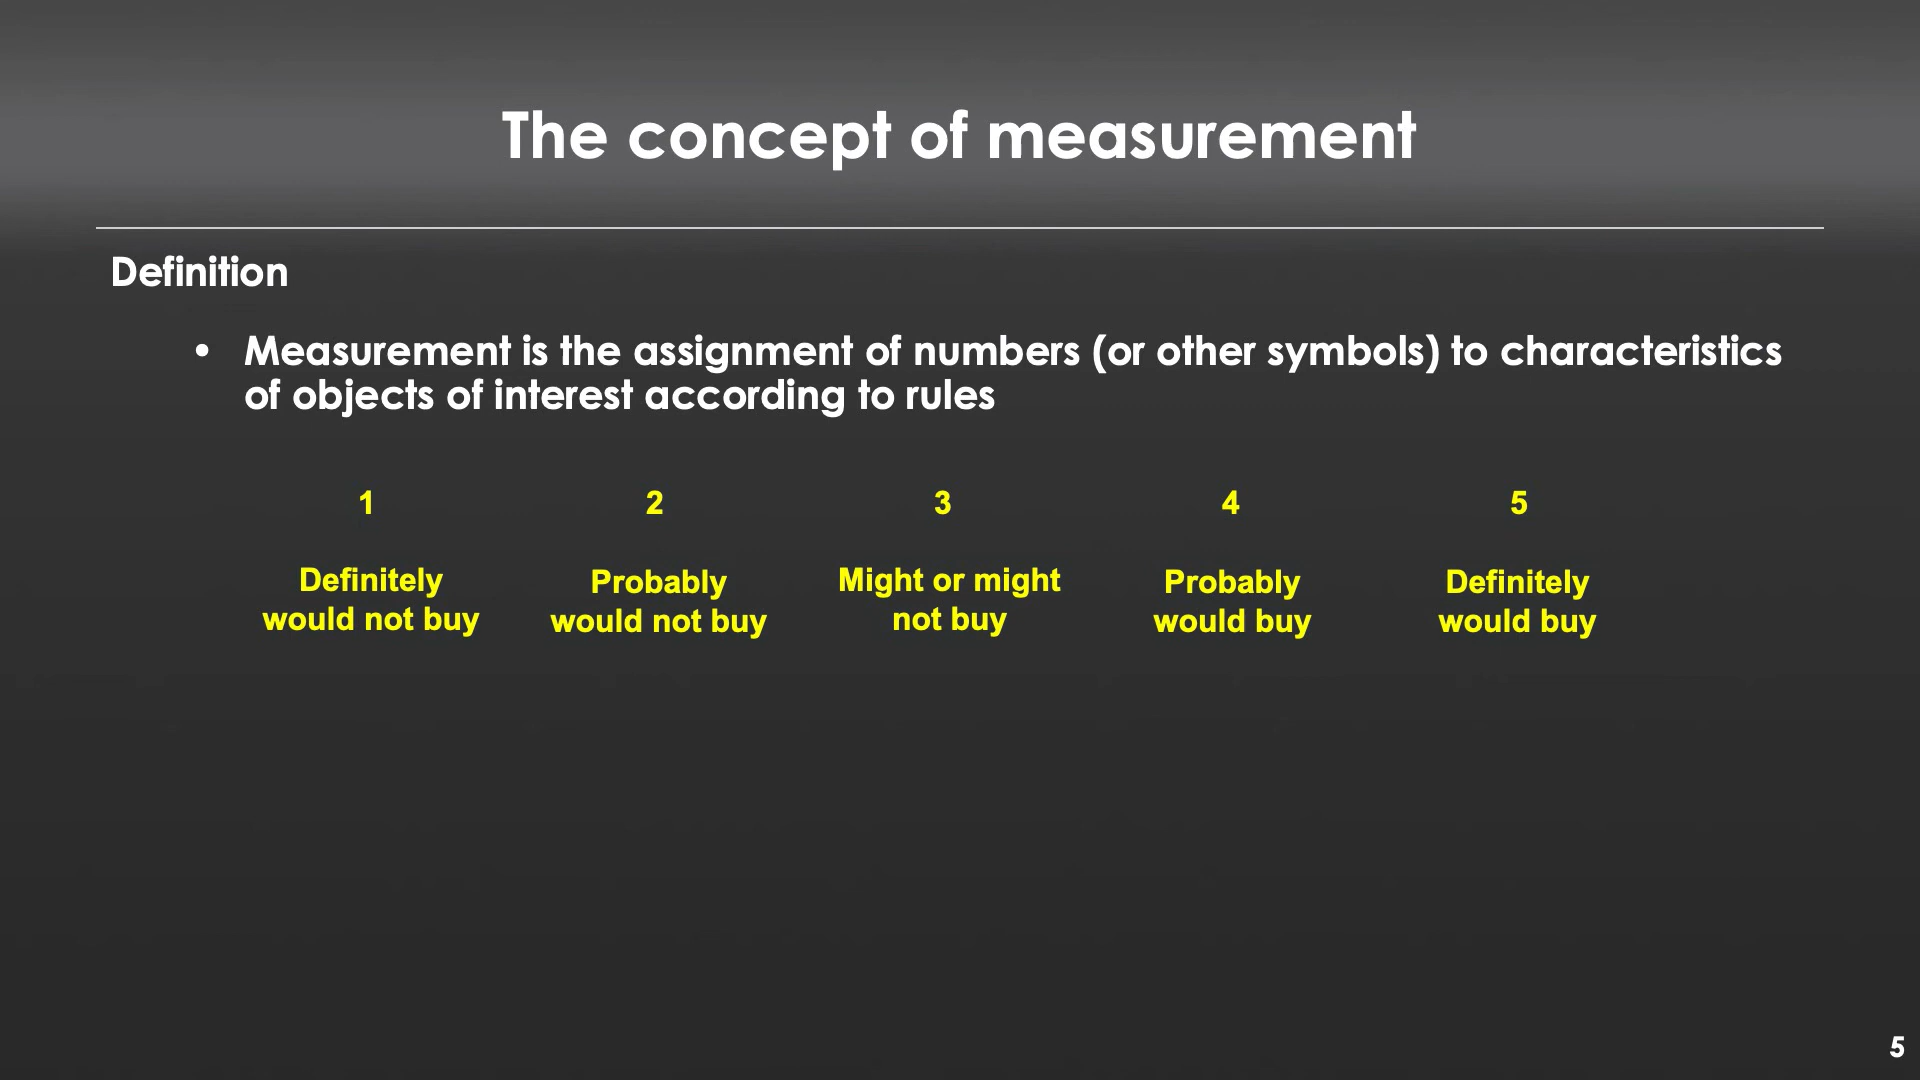 The concept of measurement
Definition
• Measurement is the assignment of numbers (or other symbols) to characteristics
of objects of interest according to rules
1 2 3 4 5
Definitely Probably Might or might Probably Definitely
would not buy would not buy not buy would buy would buy
5